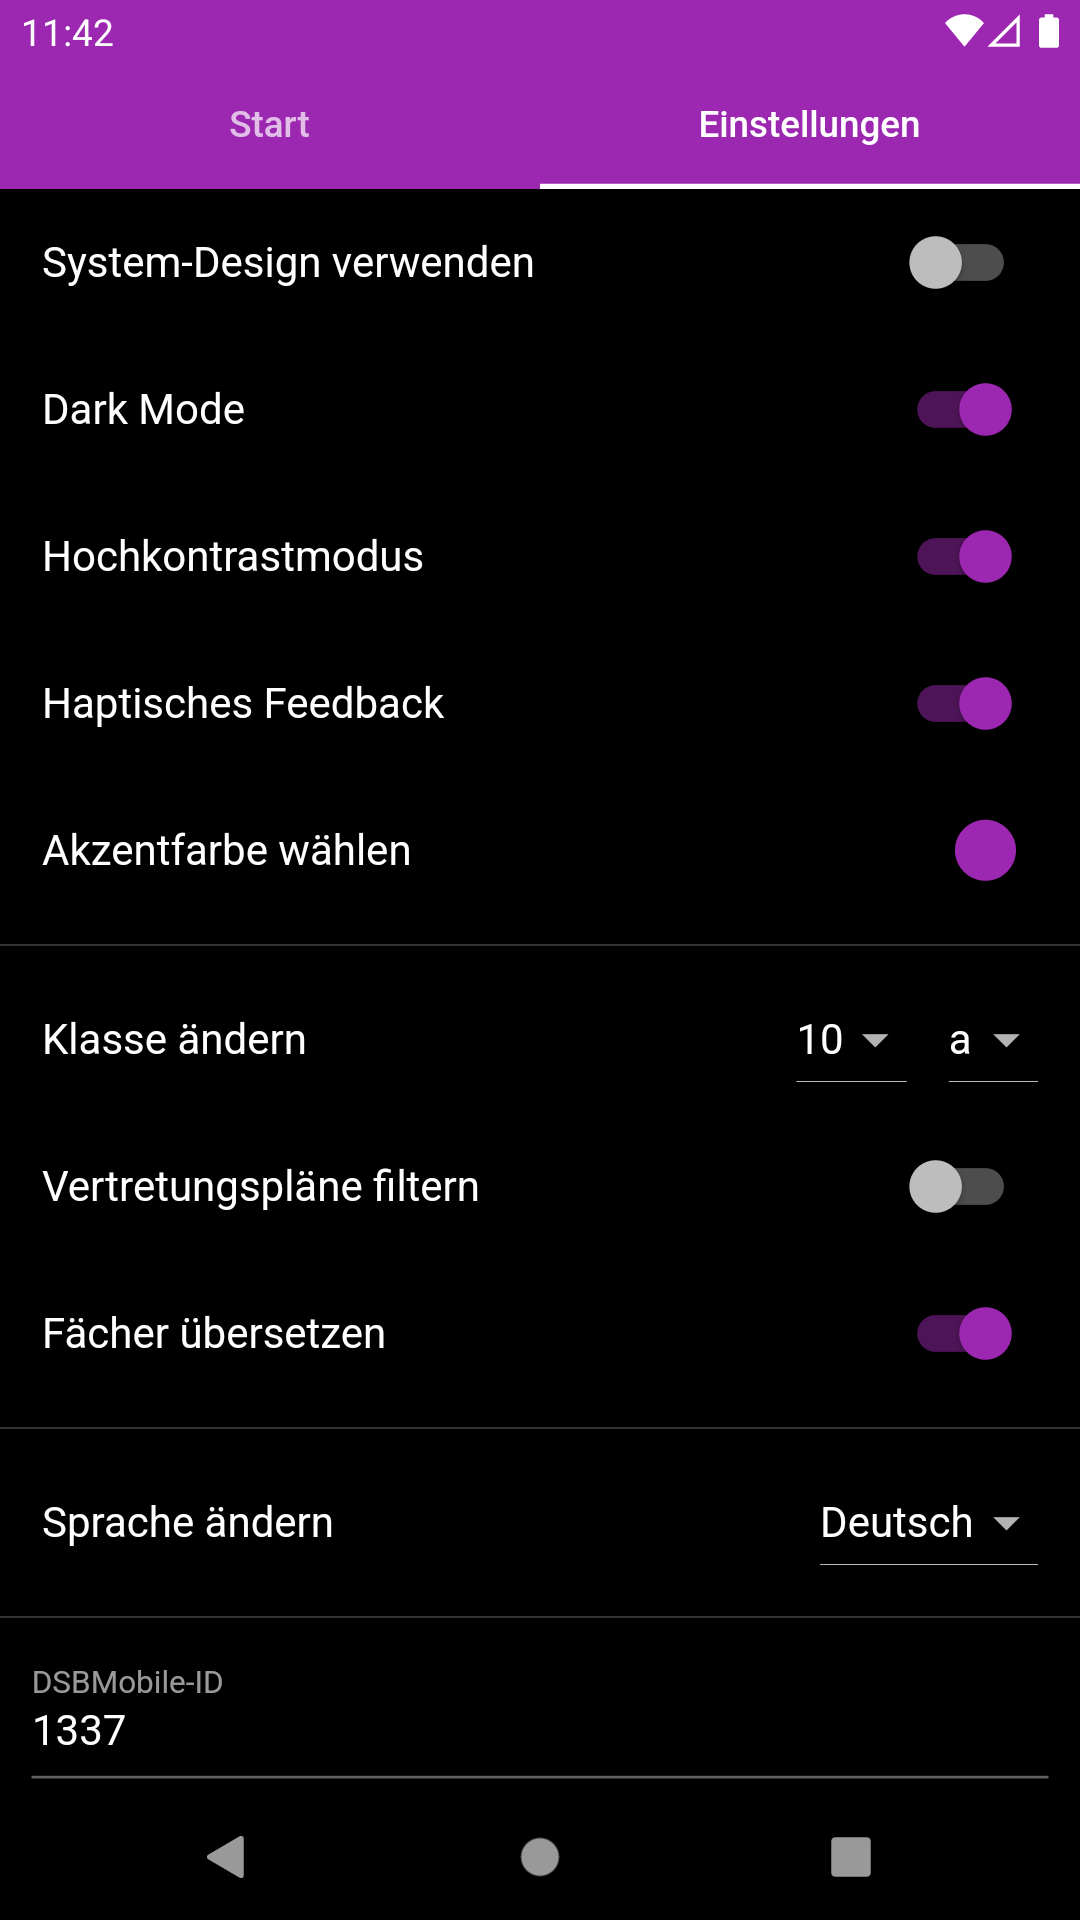 11:42
Start Einstellungen
System-Design verwenden
Dark Mode
Hochkontrastmodus
Haptisches Feedback
Akzentfarbe wählen
Klasse ändern 10 a
Vertretungspläne filtern
Fächer übersetzen
Sprache ändern Deutsch
DSBMobile-ID
1337